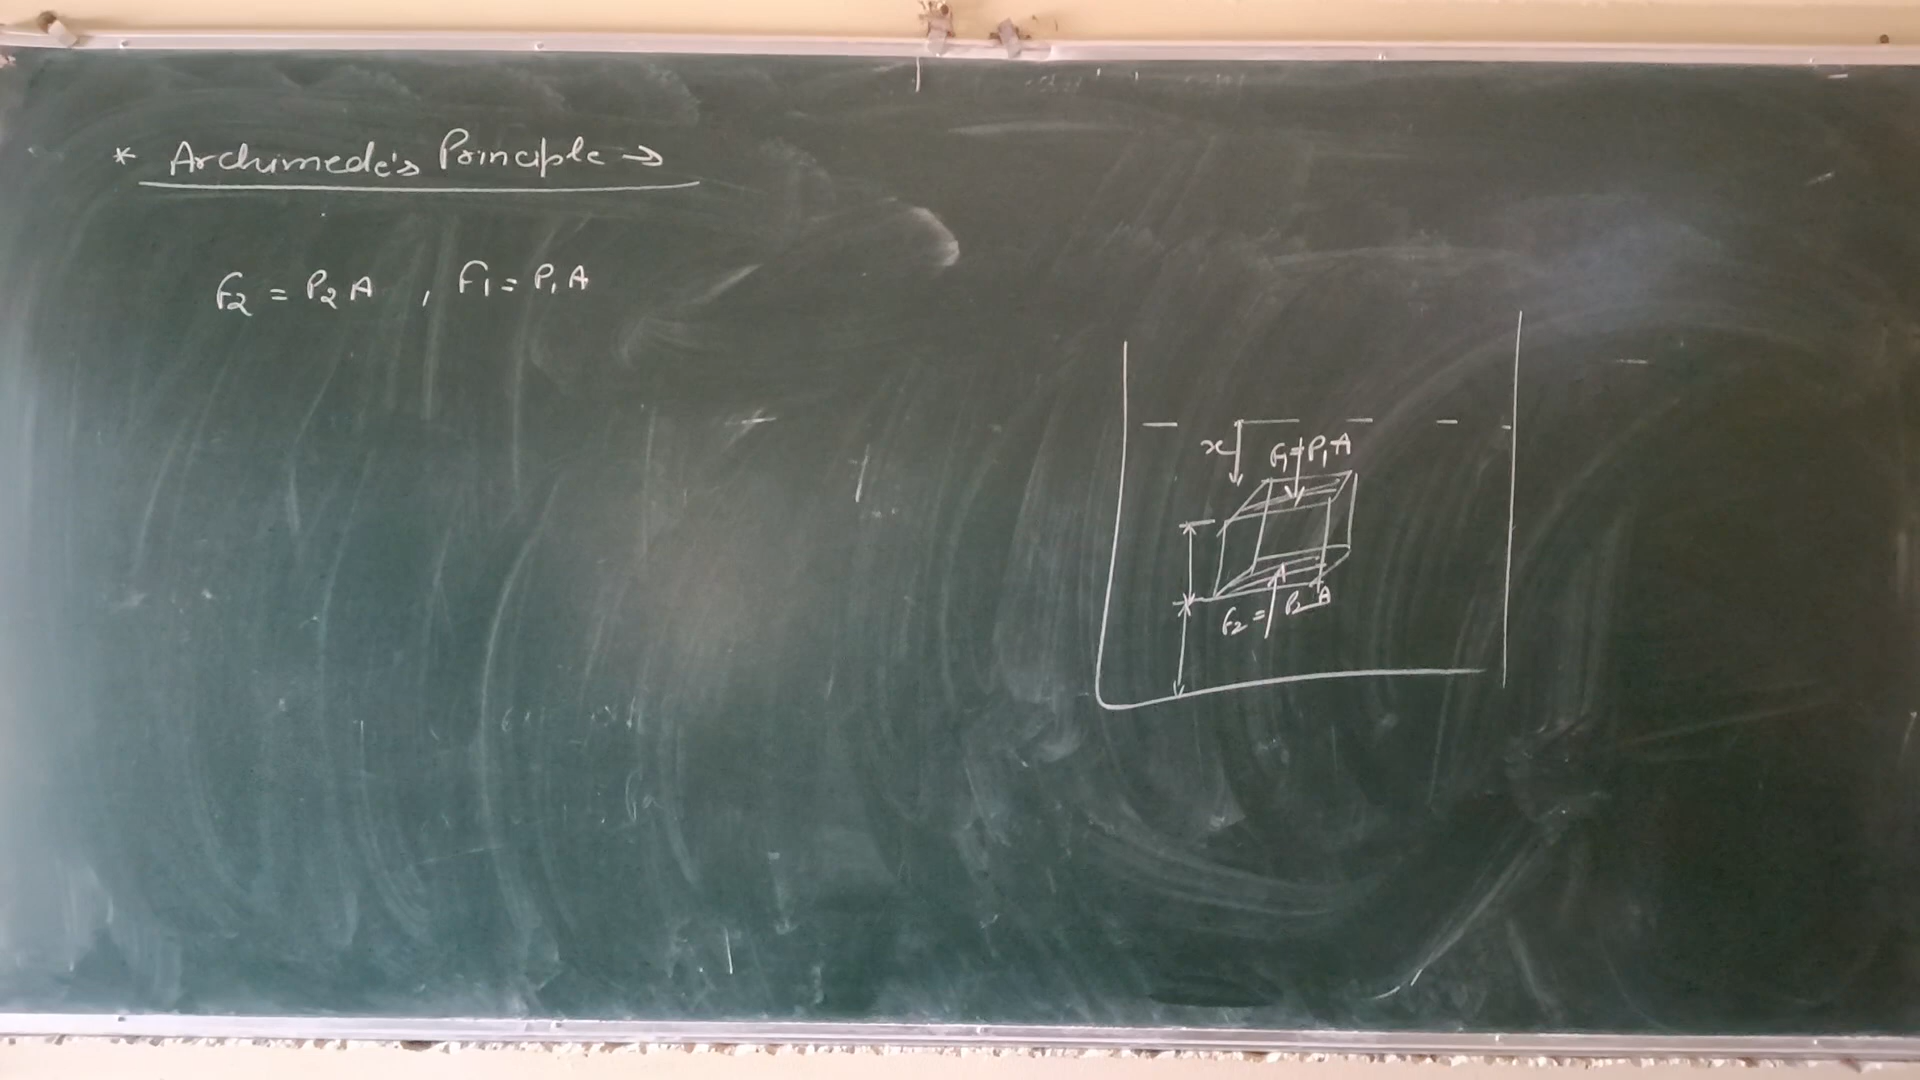 * Archimede's Principle →
F2 = P2 A , F1 = P1 A
x
F1 = P1 A
F2 = P2 A